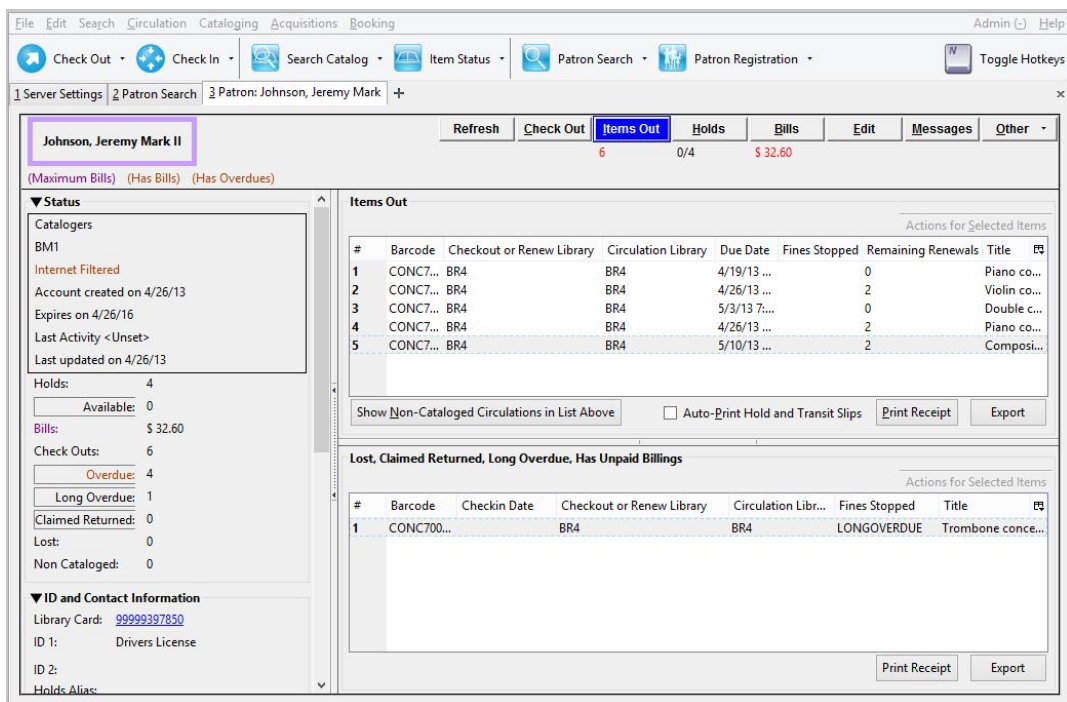 File Edit Search Circulation Cataloging Acquisitions Booking Admin (-) Help
Check Out Check In Search Catalog Item Status Patron Search Patron Registration N Toggle Hotkeys
1 Server Settings 2 Patron Search 3 Patron: Johnson, Jeremy Mark + ×
Johnson, Jeremy Mark II Refresh Check Out Items Out Holds Bills Edit Messages Other
6 0/4 $ 32.60
(Maximum Bills) (Has Bills) (Has Overdues)
Status
Catalogers
BM1
Internet Filtered
Account created on 4/26/13
Expires on 4/26/16
Last Activity <Unset>
Last updated on 4/26/13
Holds: 4
Available: 0
Bills: $ 32.60
Check Outs: 6
Overdue: 4
Long Overdue: 1
Claimed Returned: 0
Lost: 0
Non Cataloged: 0
ID and Contact Information
Library Card: 99999397850
ID 1: Drivers License
ID 2:
Holds Alias:
Items Out
Actions for Selected Items
# Barcode Checkout or Renew Library Circulation Library Due Date Fines Stopped Remaining Renewals Title
1 CONC7... BR4 BR4 4/19/13 ... 0 Piano co...
2 CONC7... BR4 BR4 4/26/13 ... 2 Violin co...
3 CONC7... BR4 BR4 5/3/13 7:... 0 Double c...
4 CONC7... BR4 BR4 4/26/13 ... 2 Piano co...
5 CONC7... BR4 BR4 5/10/13 ... 2 Composi...
Show Non-Cataloged Circulations in List Above Auto-Print Hold and Transit Slips Print Receipt Export
Lost, Claimed Returned, Long Overdue, Has Unpaid Billings
Actions for Selected Items
# Barcode Checkin Date Checkout or Renew Library Circulation Libr... Fines Stopped Title
1 CONC700... BR4 BR4 LONGOVERDUE Trombone conce...
Print Receipt Export